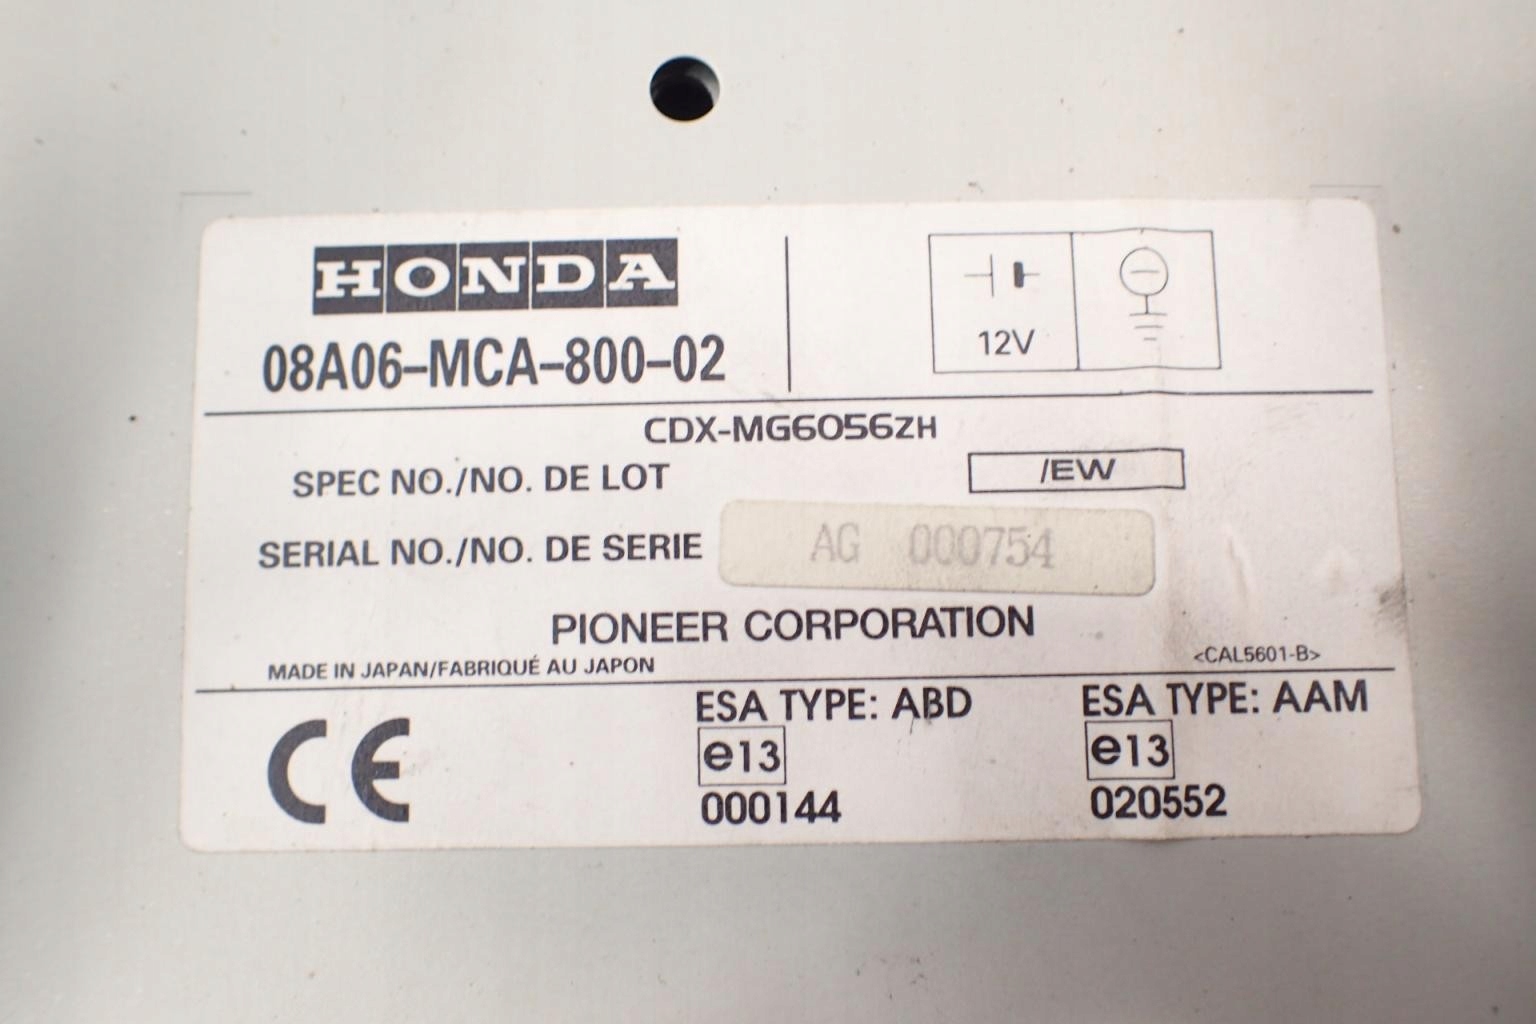 HONDA
08A06-MCA-800-02
12V
CDX-MG6056ZH
SPEC NO./NO. DE LOT /EW
SERIAL NO./NO. DE SERIE AG 000754
PIONEER CORPORATION
MADE IN JAPAN/FABRIQUÉ AU JAPON <CAL5601-B>
CE
ESA TYPE: ABD ESA TYPE: AAM
e13 e13
000144 020552